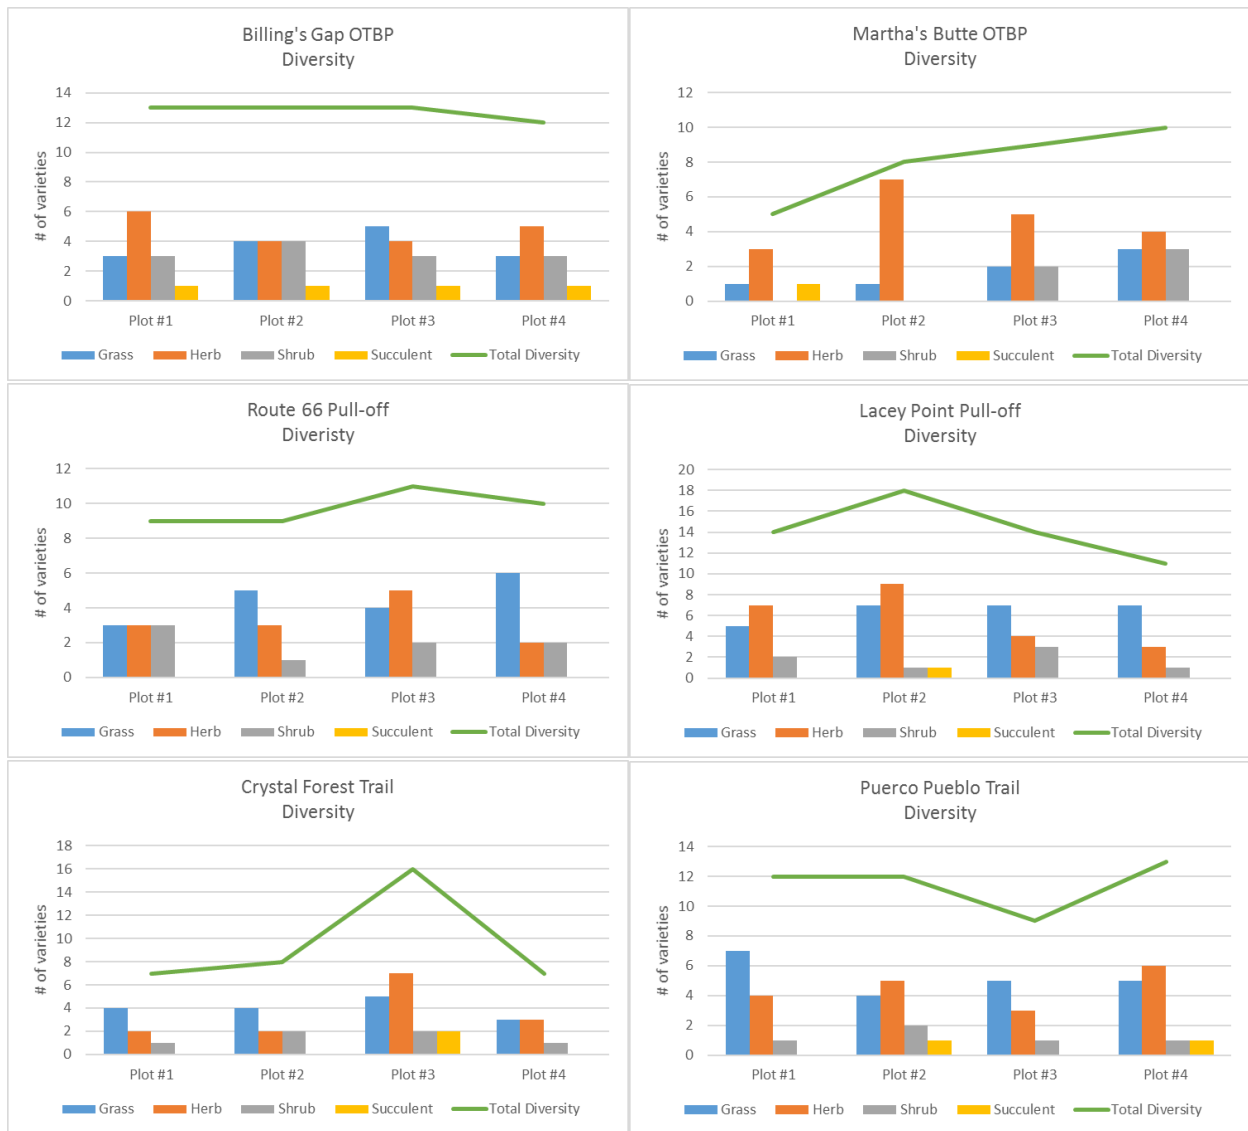 Billing's Gap OTBP
Diversity
# of varieties
14
12
10
8
6
4
2
0
Plot #1 Plot #2 Plot #3 Plot #4
Grass Herb Shrub Succulent Total Diversity
Martha's Butte OTBP
Diversity
# of varieties
12
10
8
6
4
2
0
Plot #1 Plot #2 Plot #3 Plot #4
Grass Herb Shrub Succulent Total Diversity
Route 66 Pull-off
Diveristy
# of varieties
12
10
8
6
4
2
0
Plot #1 Plot #2 Plot #3 Plot #4
Grass Herb Shrub Succulent Total Diversity
Lacey Point Pull-off
Diversity
# of varieties
20
18
16
14
12
10
8
6
4
2
0
Plot #1 Plot #2 Plot #3 Plot #4
Grass Herb Shrub Succulent Total Diversity
Crystal Forest Trail
Diversity
# of varieties
18
16
14
12
10
8
6
4
2
0
Plot #1 Plot #2 Plot #3 Plot #4
Grass Herb Shrub Succulent Total Diversity
Puerco Pueblo Trail
Diversity
# of varieties
14
12
10
8
6
4
2
0
Plot #1 Plot #2 Plot #3 Plot #4
Grass Herb Shrub Succulent Total Diversity